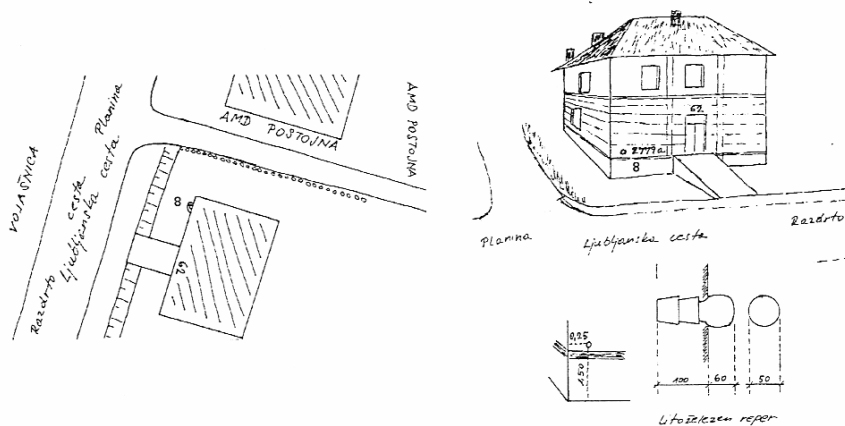 VOJAŠNICA
Razdrto cesta Planina
Ljubljanska cesta
AMD POSTOJNA
AMD POSTOJNA
8
62
62
8
Planina
Ljubljanska cesta
Razdrto
0,25
1.50
100
60
50
Litoželezen reper